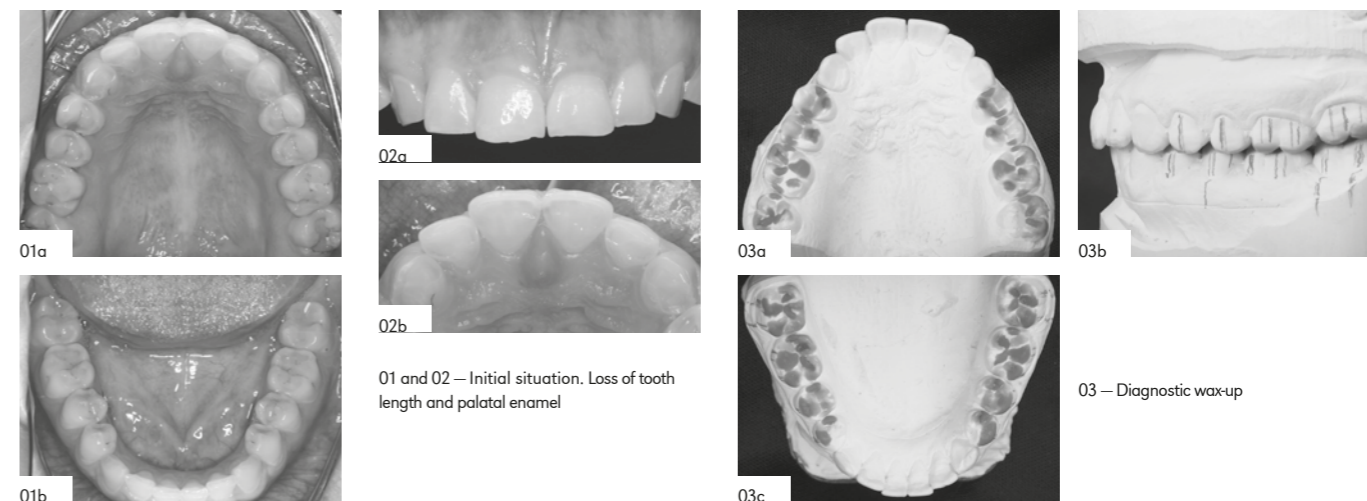 01a
02a
02b
01b
01 and 02 — Initial situation. Loss of tooth
length and palatal enamel
03a
03b
03c
03 — Diagnostic wax-up